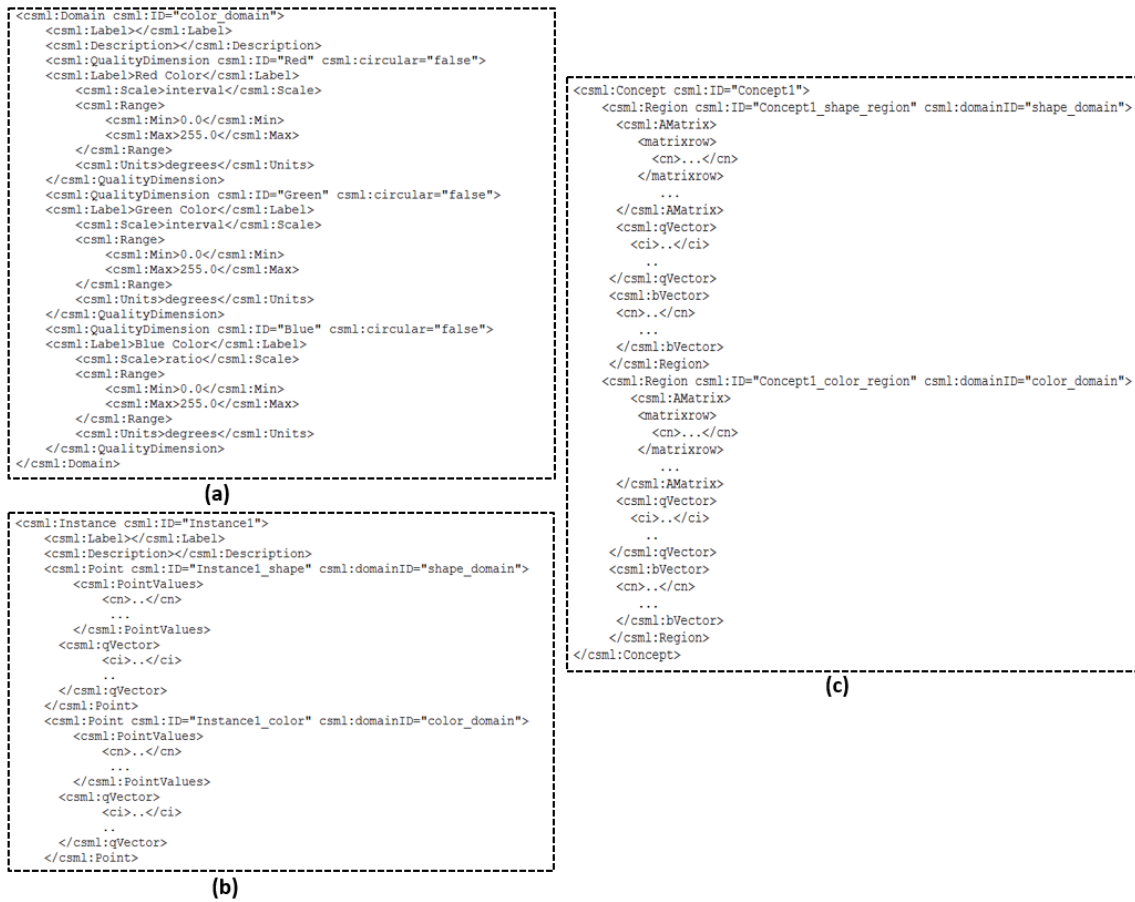 <csml:Domain csml:ID="color_domain">
<csml:Label></csml:Label>
<csml:Description></csml:Description>
<csml:QualityDimension csml:ID="Red" csml:circular="false">
<csml:Label>Red Color</csml:Label>
<csml:Scale>interval</csml:Scale>
<csml:Range>
<csml:Min>0.0</csml:Min>
<csml:Max>255.0</csml:Max>
</csml:Range>
<csml:Units>degrees</csml:Units>
</csml:QualityDimension>
<csml:QualityDimension csml:ID="Green" csml:circular="false">
<csml:Label>Green Color</csml:Label>
<csml:Scale>interval</csml:Scale>
<csml:Range>
<csml:Min>0.0</csml:Min>
<csml:Max>255.0</csml:Max>
</csml:Range>
<csml:Units>degrees</csml:Units>
</csml:QualityDimension>
<csml:QualityDimension csml:ID="Blue" csml:circular="false">
<csml:Label>Blue Color</csml:Label>
<csml:Scale>ratio</csml:Scale>
<csml:Range>
<csml:Min>0.0</csml:Min>
<csml:Max>255.0</csml:Max>
</csml:Range>
<csml:Units>degrees</csml:Units>
</csml:QualityDimension>
</csml:Domain>
(a)
<csml:Instance csml:ID="Instance1">
<csml:Label></csml:Label>
<csml:Description></csml:Description>
<csml:Point csml:ID="Instance1_shape" csml:domainID="shape_domain">
<csml:PointValues>
<cn>..</cn>
...
</csml:PointValues>
<csml:qVector>
<ci>..</ci>
..
</csml:qVector>
</csml:Point>
<csml:Point csml:ID="Instance1_color" csml:domainID="color_domain">
<csml:PointValues>
<cn>..</cn>
...
</csml:PointValues>
<csml:qVector>
<ci>..</ci>
..
</csml:qVector>
</csml:Point>
(b)
<csml:Concept csml:ID="Concept1">
<csml:Region csml:ID="Concept1_shape_region" csml:domainID="shape_domain">
<csml:AMatrix>
<matrixrow>
<cn>...</cn>
</matrixrow>
...
</csml:AMatrix>
<csml:qVector>
<ci>..</ci>
..
</csml:qVector>
<csml:bVector>
<cn>..</cn>
...
</csml:bVector>
</csml:Region>
<csml:Region csml:ID="Concept1_color_region" csml:domainID="color_domain">
<csml:AMatrix>
<matrixrow>
<cn>...</cn>
</matrixrow>
...
</csml:AMatrix>
<csml:qVector>
<ci>..</ci>
..
</csml:qVector>
<csml:bVector>
<cn>..</cn>
...
</csml:bVector>
</csml:Region>
</csml:Concept>
(c)